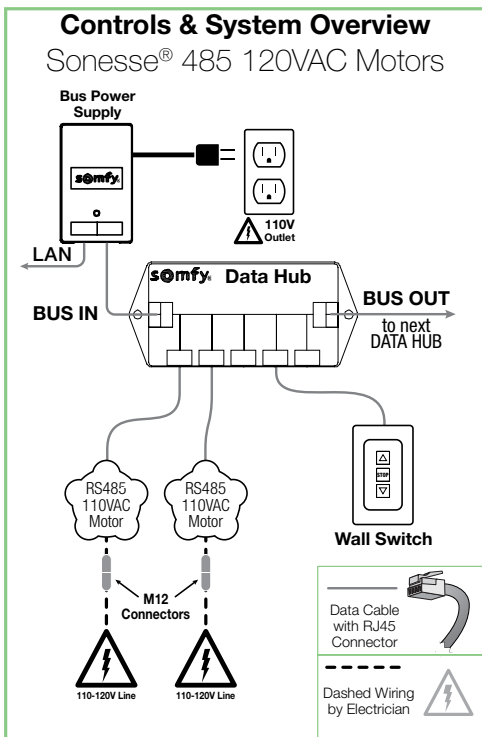 Controls & System Overview
Sonesse® 485 120VAC Motors
Bus Power
Supply
somfy®
110V
Outlet
LAN
somfy® Data Hub
BUS IN
BUS OUT
to next
DATA HUB
RS485
110VAC
Motor
RS485
110VAC
Motor
STOP
Wall Switch
M12
Connectors
110-120V Line
110-120V Line
Data Cable
with RJ45
Connector
Dashed Wiring
by Electrician